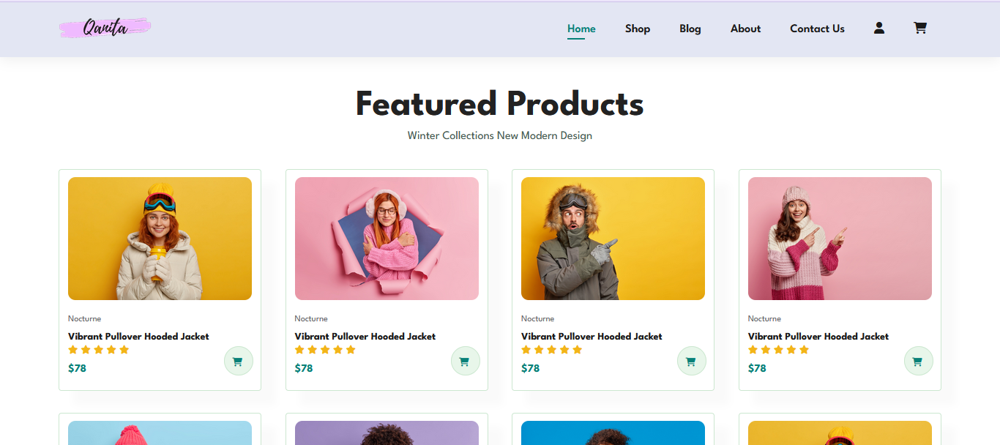 Qanita
Home Shop Blog About Contact Us
Featured Products
Winter Collections New Modern Design
Nocturne
Vibrant Pullover Hooded Jacket
$78
Nocturne
Vibrant Pullover Hooded Jacket
$78
Nocturne
Vibrant Pullover Hooded Jacket
$78
Nocturne
Vibrant Pullover Hooded Jacket
$78